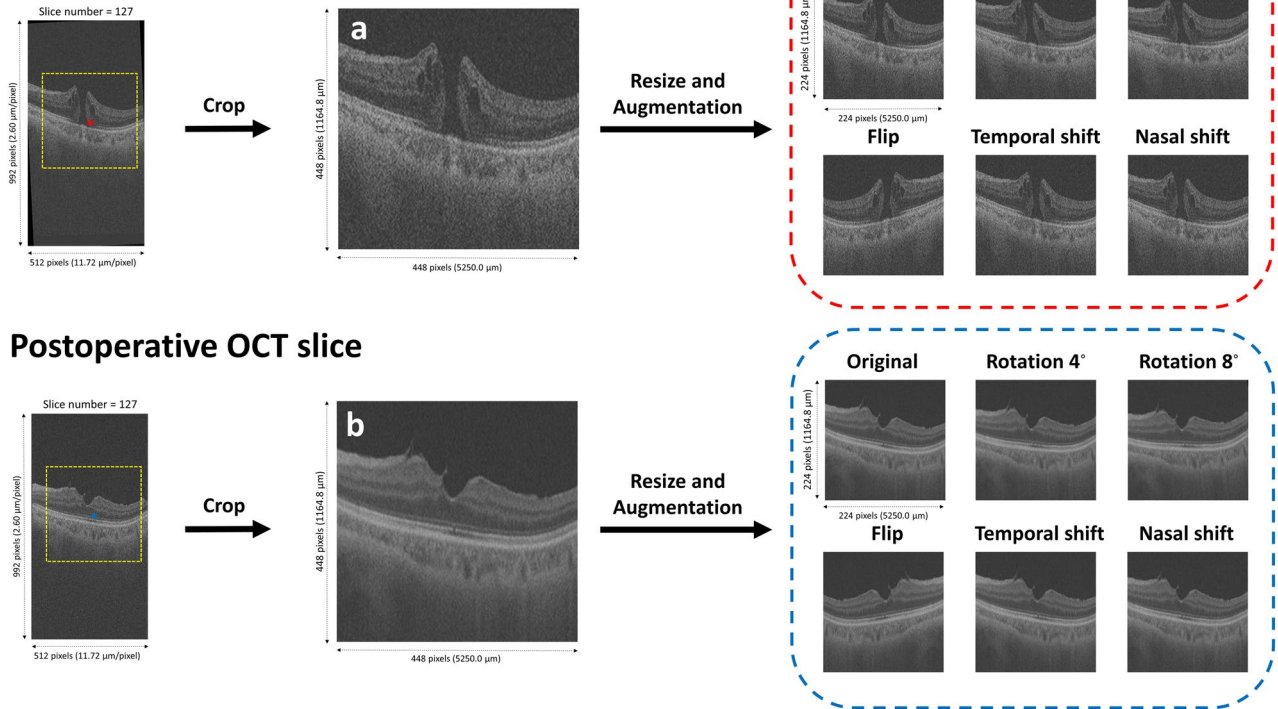 Slice number = 127
992 pixels (2.60 µm/pixel)
512 pixels (11.72 µm/pixel)
Crop
a
448 pixels (1164.8 µm)
448 pixels (5250.0 µm)
Resize and
Augmentation
224 pixels (1164.8 µm)
224 pixels (5250.0 µm)
Flip
Temporal shift
Nasal shift
Postoperative OCT slice
Slice number = 127
992 pixels (2.60 µm/pixel)
512 pixels (11.72 µm/pixel)
Crop
b
448 pixels (1164.8 µm)
448 pixels (5250.0 µm)
Resize and
Augmentation
Original
Rotation 4°
Rotation 8°
224 pixels (1164.8 µm)
224 pixels (5250.0 µm)
Flip
Temporal shift
Nasal shift